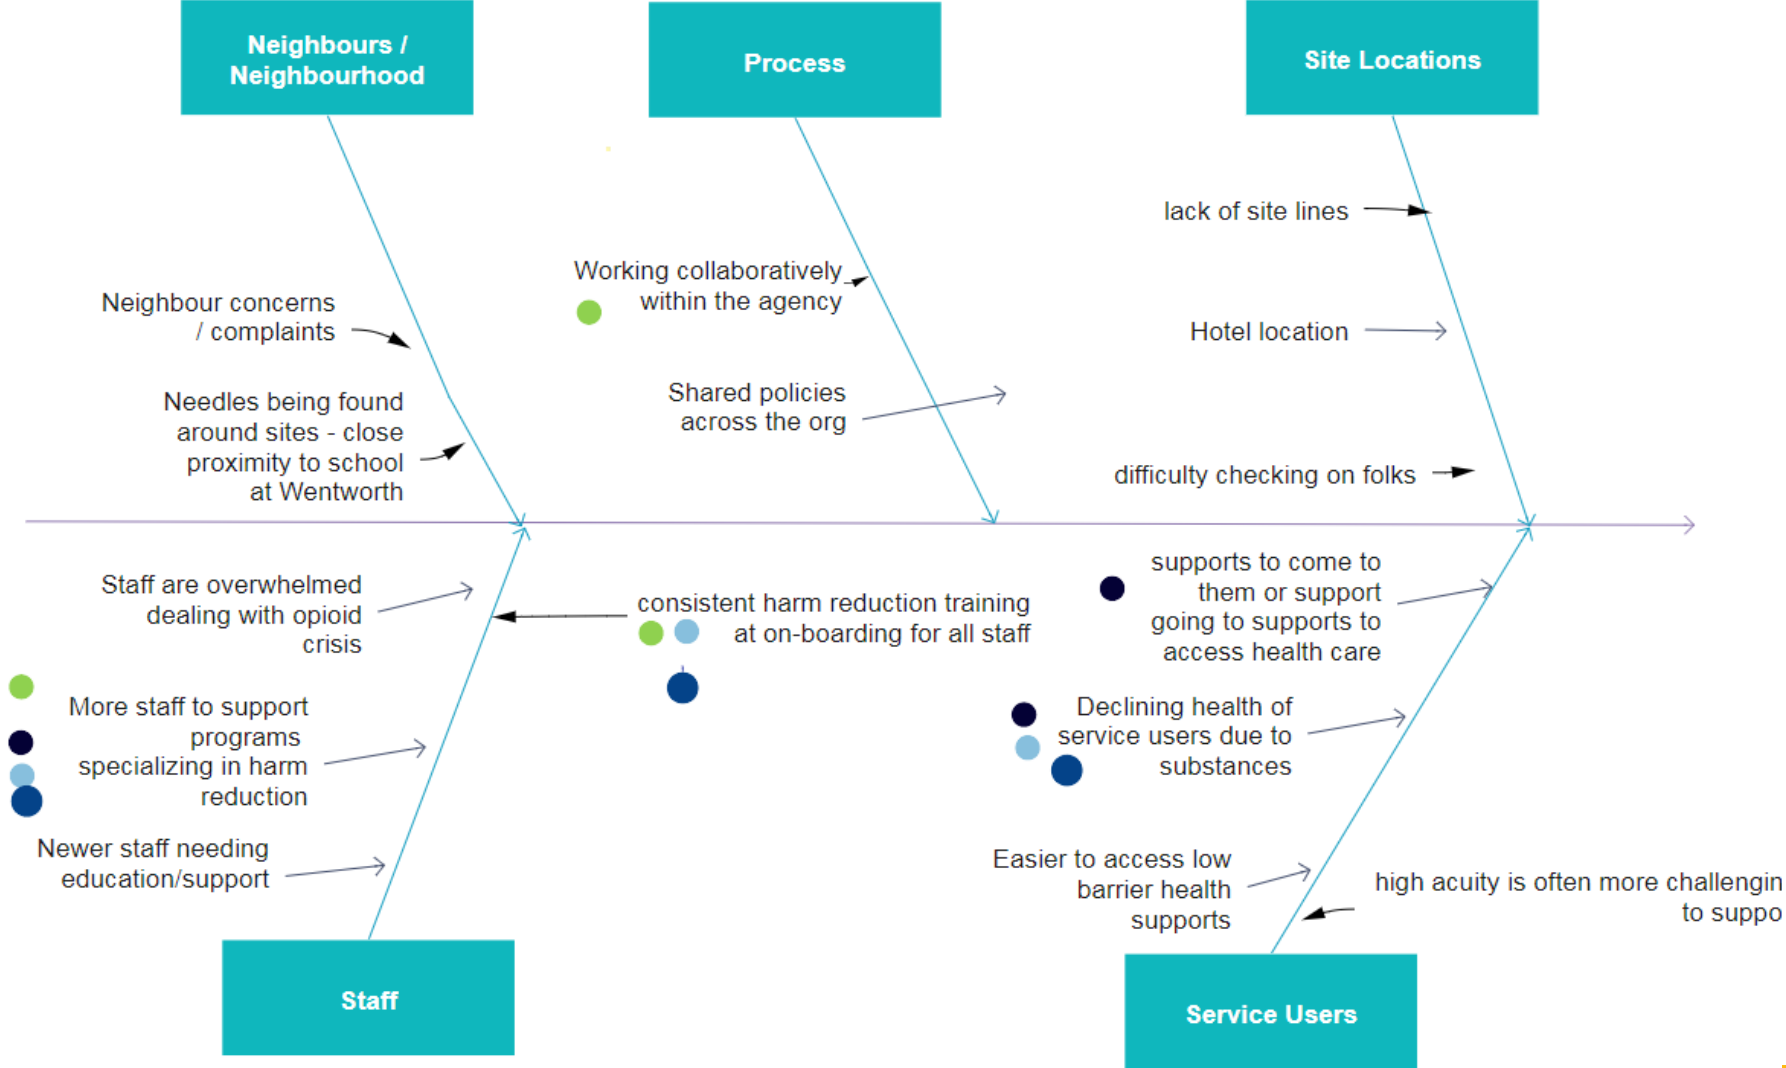 Neighbours /
Neighbourhood
Process
Site Locations
lack of site lines
Working collaboratively
within the agency
Neighbour concerns
/ complaints
Hotel location
Needles being found
around sites - close
proximity to school
at Wentworth
Shared policies
across the org
difficulty checking on folks
Staff are overwhelmed
dealing with opioid
crisis
consistent harm reduction training
at on-boarding for all staff
supports to come to
them or support
going to supports to
access health care
More staff to support
programs
specializing in harm
reduction
Declining health of
service users due to
substances
Newer staff needing
education/support
Easier to access low
barrier health
supports
high acuity is often more challengin
to suppo
Staff
Service Users